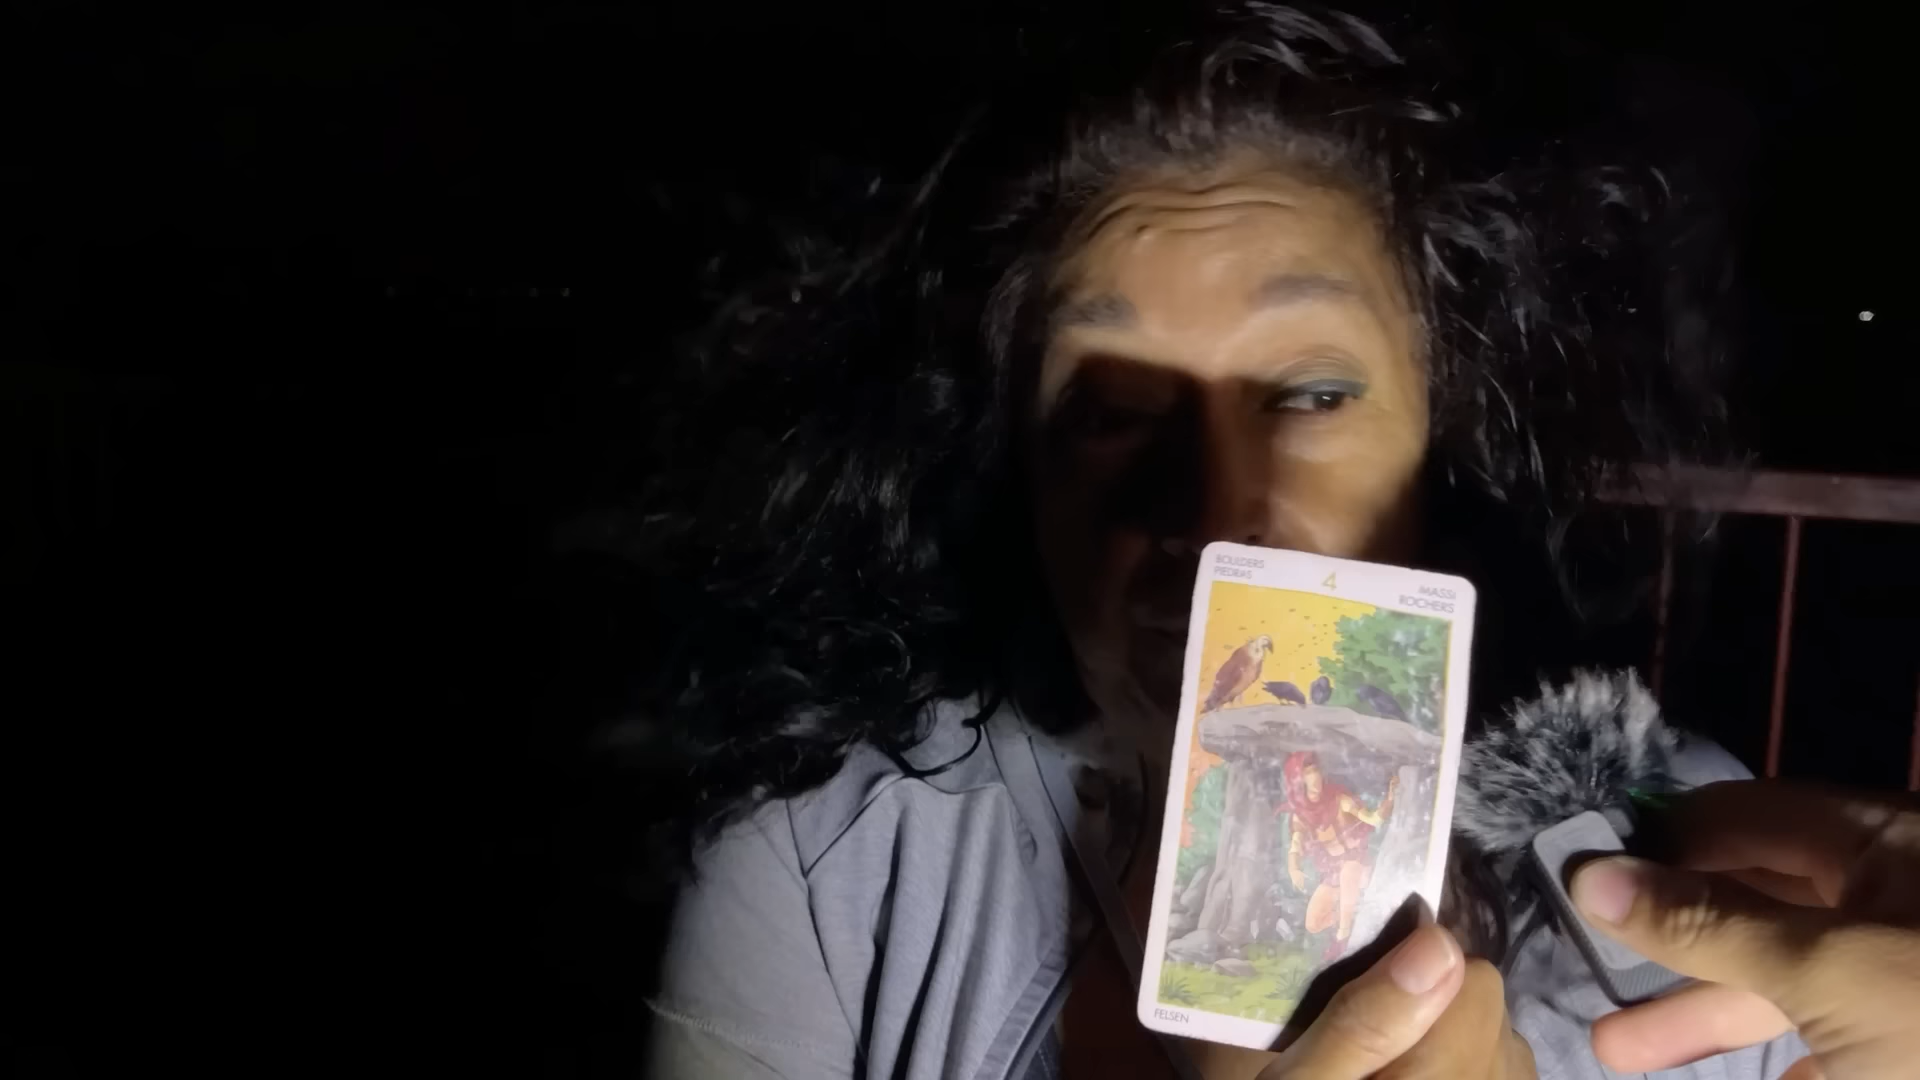 BOULDERS
PIEDRAS
4
MASSI
ROCHERS
FELSEN